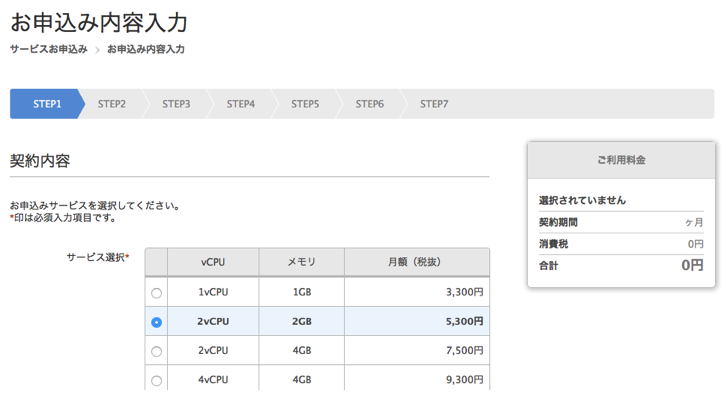 お申込み内容入力
サービスお申込み > お申込み内容入力
STEP1 STEP2 STEP3 STEP4 STEP5 STEP6 STEP7
契約内容
お申込みサービスを選択してください。
*印は必須入力項目です。
サービス選択*
vCPU メモリ 月額（税抜）
1vCPU 1GB 3,300円
2vCPU 2GB 5,300円
2vCPU 4GB 7,500円
4vCPU 4GB 9,300円
ご利用料金
選択されていません
契約期間 ヶ月
消費税 0円
合計 0円